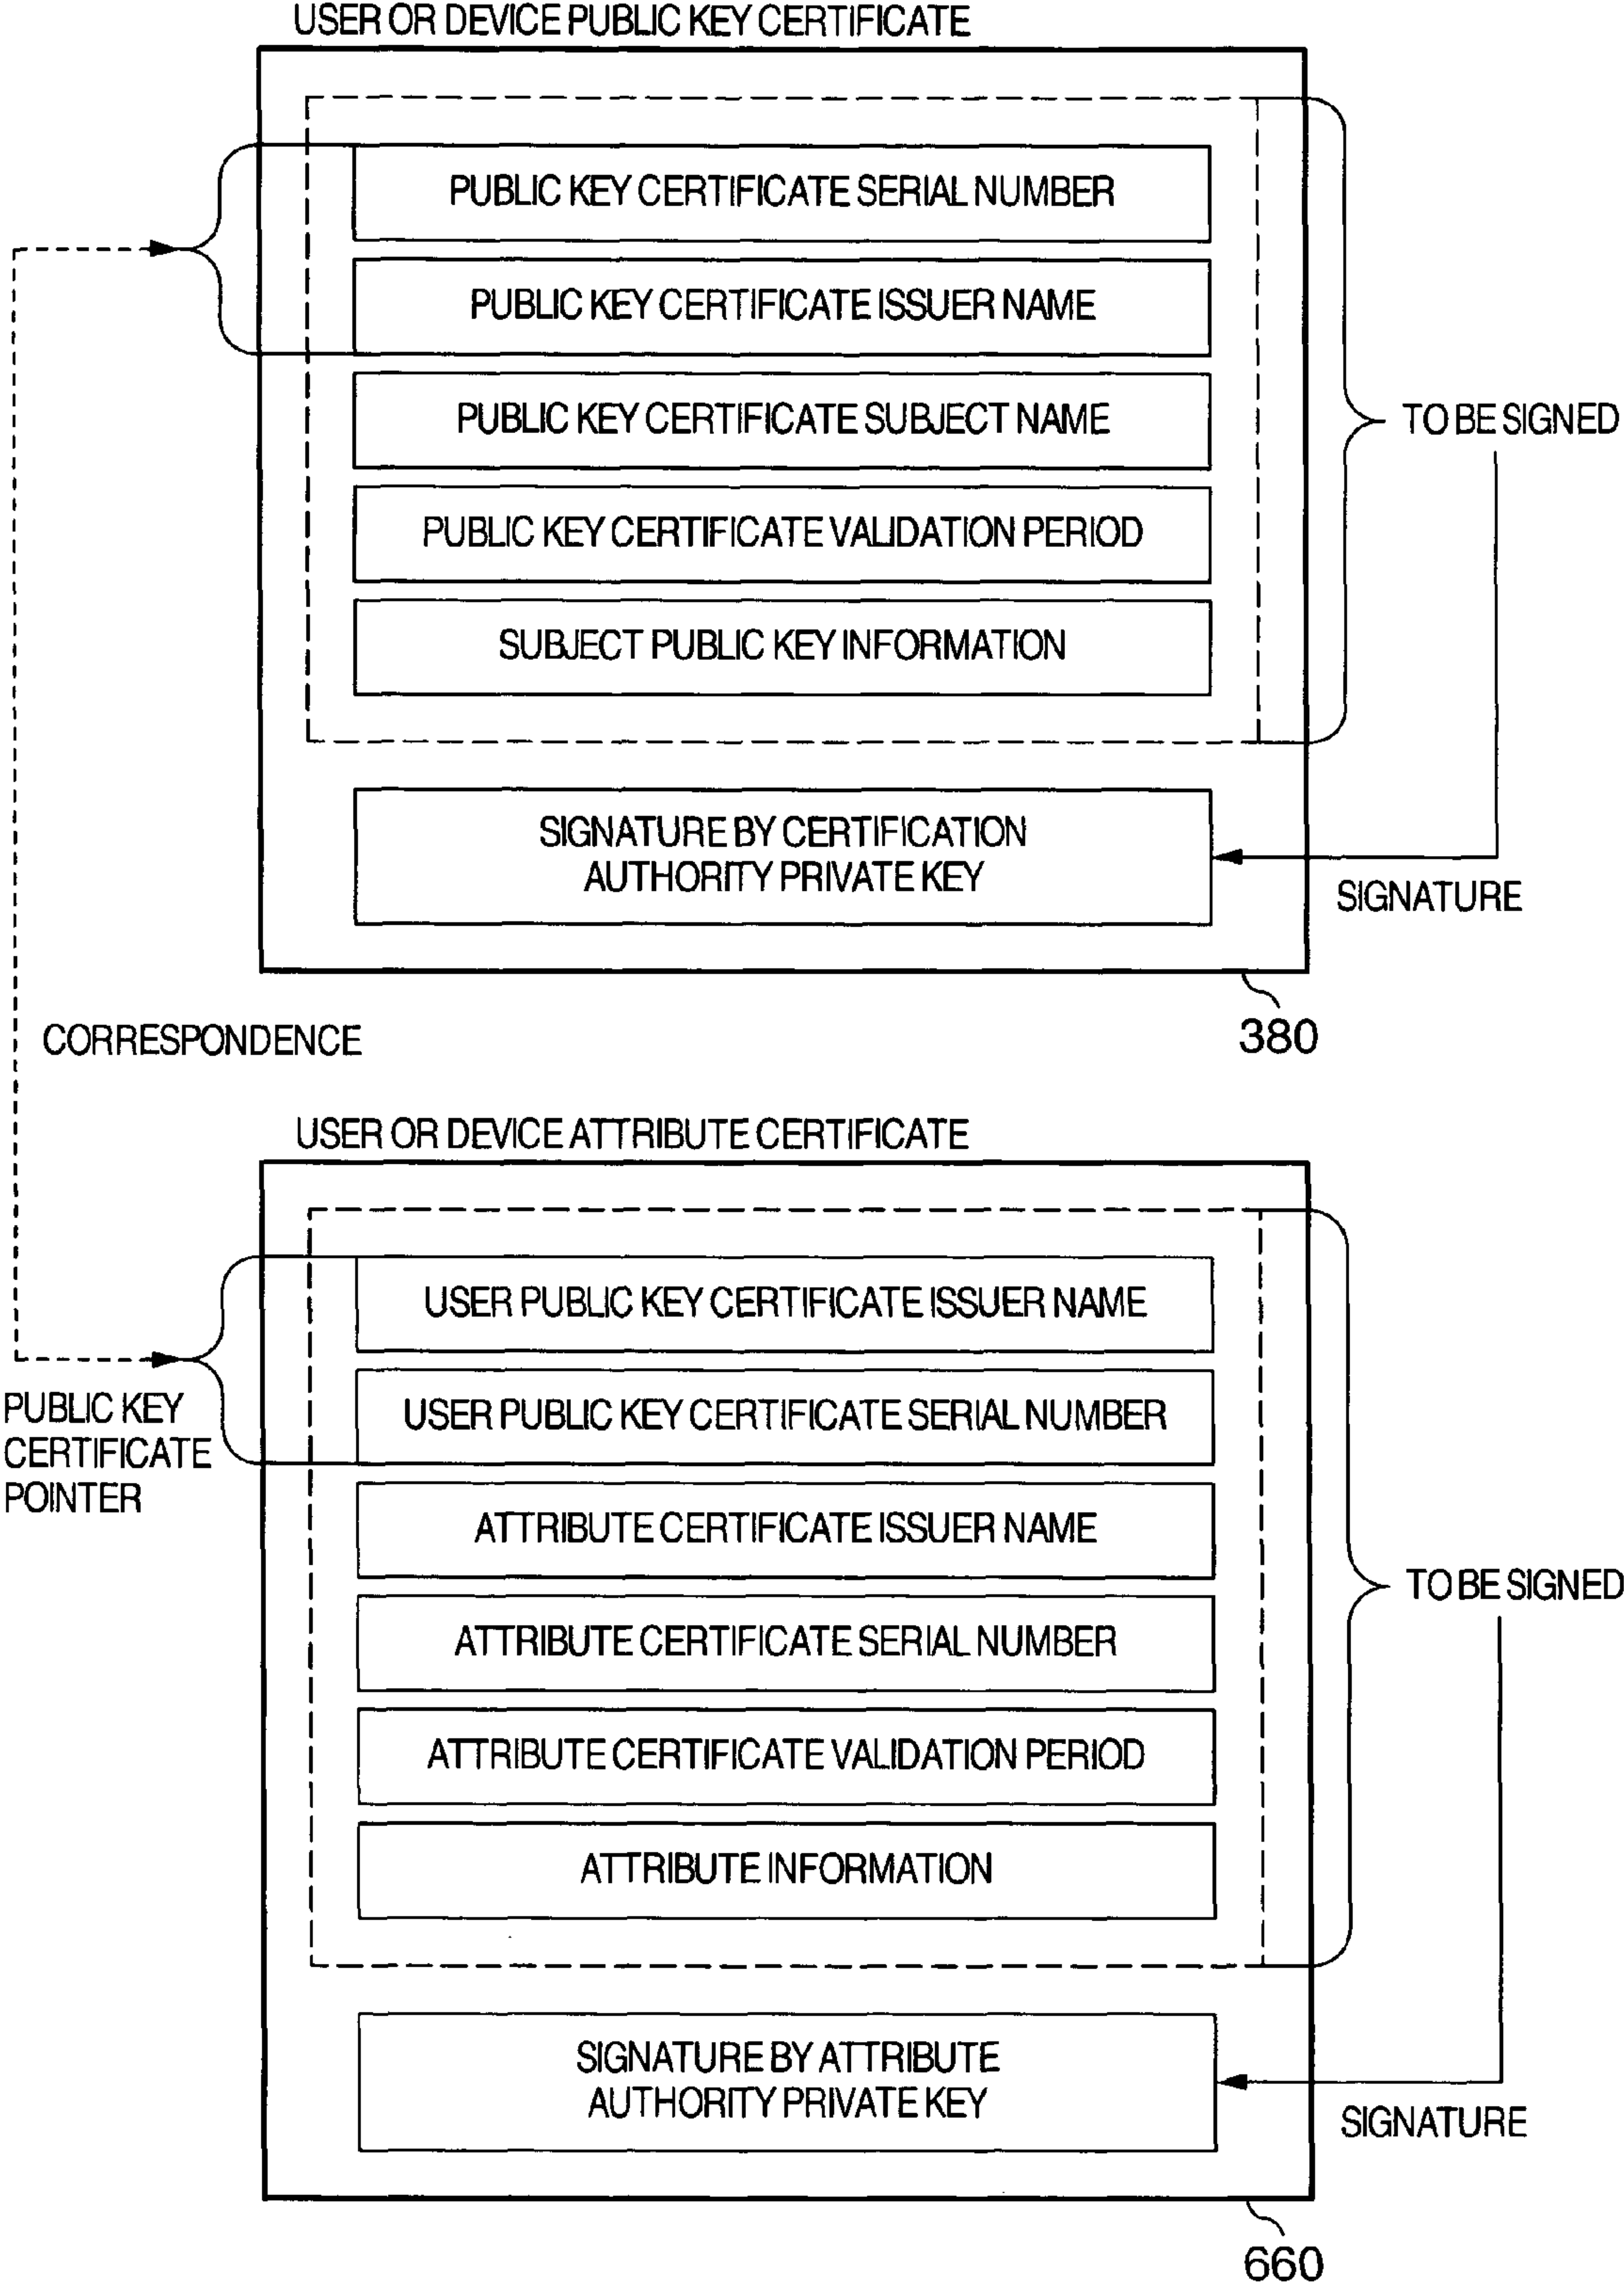 USER OR DEVICE PUBLIC KEY CERTIFICATE
PUBLIC KEY CERTIFICATE SERIAL NUMBER
PUBLIC KEY CERTIFICATE ISSUER NAME
PUBLIC KEY CERTIFICATE SUBJECT NAME
TO BE SIGNED
PUBLIC KEY CERTIFICATE VALIDATION PERIOD
SUBJECT PUBLIC KEY INFORMATION
SIGNATURE BY CERTIFICATION
AUTHORITY PRIVATE KEY
SIGNATURE
380
CORRESPONDENCE
USER OR DEVICE ATTRIBUTE CERTIFICATE
USER PUBLIC KEY CERTIFICATE ISSUER NAME
PUBLIC KEY
CERTIFICATE
POINTER
USER PUBLIC KEY CERTIFICATE SERIAL NUMBER
ATTRIBUTE CERTIFICATE ISSUER NAME
TO BE SIGNED
ATTRIBUTE CERTIFICATE SERIAL NUMBER
ATTRIBUTE CERTIFICATE VALIDATION PERIOD
ATTRIBUTE INFORMATION
SIGNATURE BY ATTRIBUTE
AUTHORITY PRIVATE KEY
SIGNATURE
660